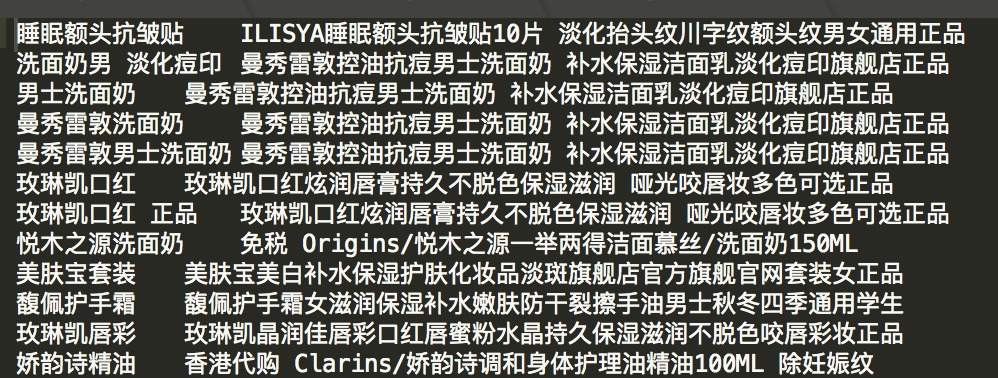 睡眠额头抗皱贴 ILISYA睡眠额头抗皱贴10片 淡化抬头纹川字纹额头纹男女通用正品
洗面奶男 淡化痘印 曼秀雷敦控油抗痘男士洗面奶 补水保湿洁面乳淡化痘印旗舰店正品
男士洗面奶 曼秀雷敦控油抗痘男士洗面奶 补水保湿洁面乳淡化痘印旗舰店正品
曼秀雷敦洗面奶 曼秀雷敦控油抗痘男士洗面奶 补水保湿洁面乳淡化痘印旗舰店正品
曼秀雷敦男士洗面奶 曼秀雷敦控油抗痘男士洗面奶 补水保湿洁面乳淡化痘印旗舰店正品
玫琳凯口红 玫琳凯口红炫润唇膏持久不脱色保湿滋润 哑光咬唇妆多色可选正品
玫琳凯口红 正品 玫琳凯口红炫润唇膏持久不脱色保湿滋润 哑光咬唇妆多色可选正品
悦木之源洗面奶 免税 Origins/悦木之源一举两得洁面慕丝/洗面奶150ML
美肤宝套装 美肤宝美白补水保湿护肤化妆品淡斑旗舰店官方旗舰官网套装女正品
馥佩护手霜 馥佩护手霜女滋润保湿补水嫩肤防干裂擦手油男士秋冬四季通用学生
玫琳凯唇彩 玫琳凯晶润佳唇彩口红唇蜜粉水晶持久保湿滋润不脱色咬唇彩妆正品
娇韵诗精油 香港代购 Clarins/娇韵诗调和身体护理油精油100ML 除妊娠纹